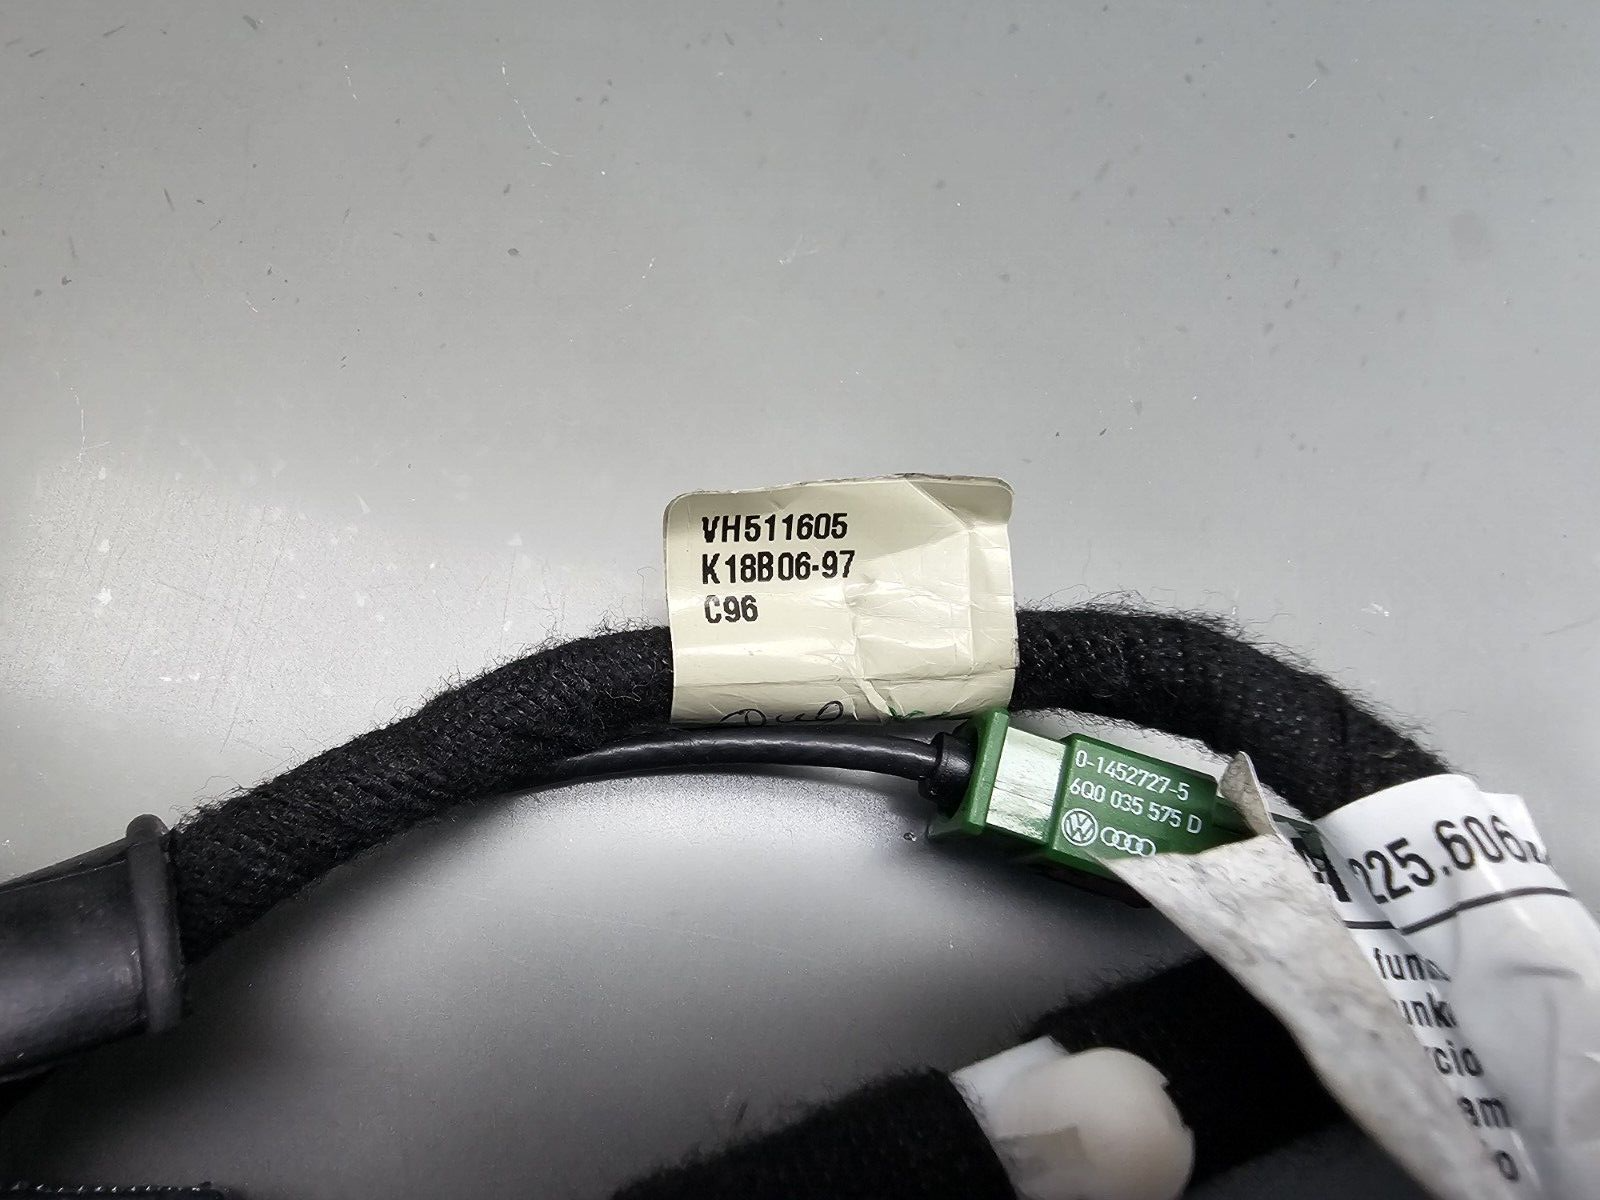 VH511605
K18B06-97
C96
0-1452727-5
6Q0 035 575 D
225.606.